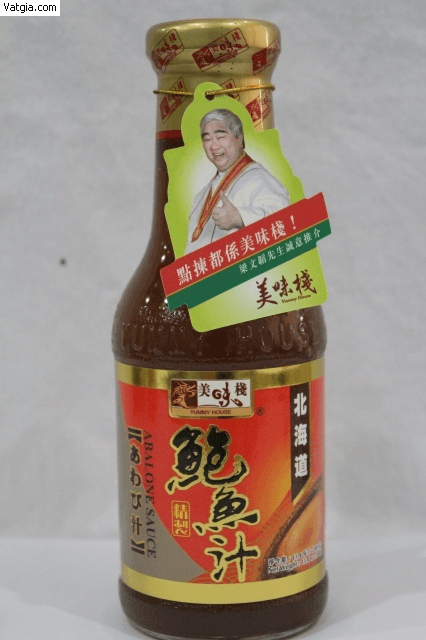 Vatgia.com
點揀都係美味棧！
梁文韜先生誠意推介
美味棧
Yummy House
YUMMY HOUSE
美味棧
YUMMY HOUSE
®
北海道
鮑魚汁
精製
ABALONE SAUCE
【あわび汁】